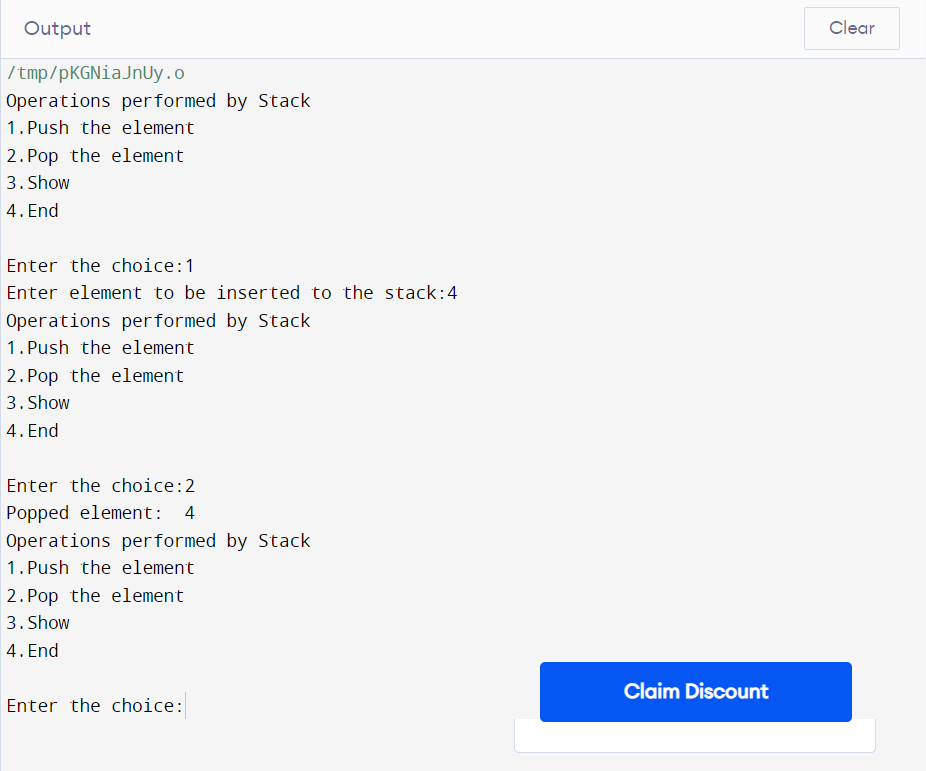 Output
Clear
/tmp/pKGNiaJnUy.o
Operations performed by Stack
1.Push the element
2.Pop the element
3.Show
4.End
Enter the choice:1
Enter element to be inserted to the stack:4
Operations performed by Stack
1.Push the element
2.Pop the element
3.Show
4.End
Enter the choice:2
Popped element:  4
Operations performed by Stack
1.Push the element
2.Pop the element
3.Show
4.End
Claim Discount
Enter the choice: